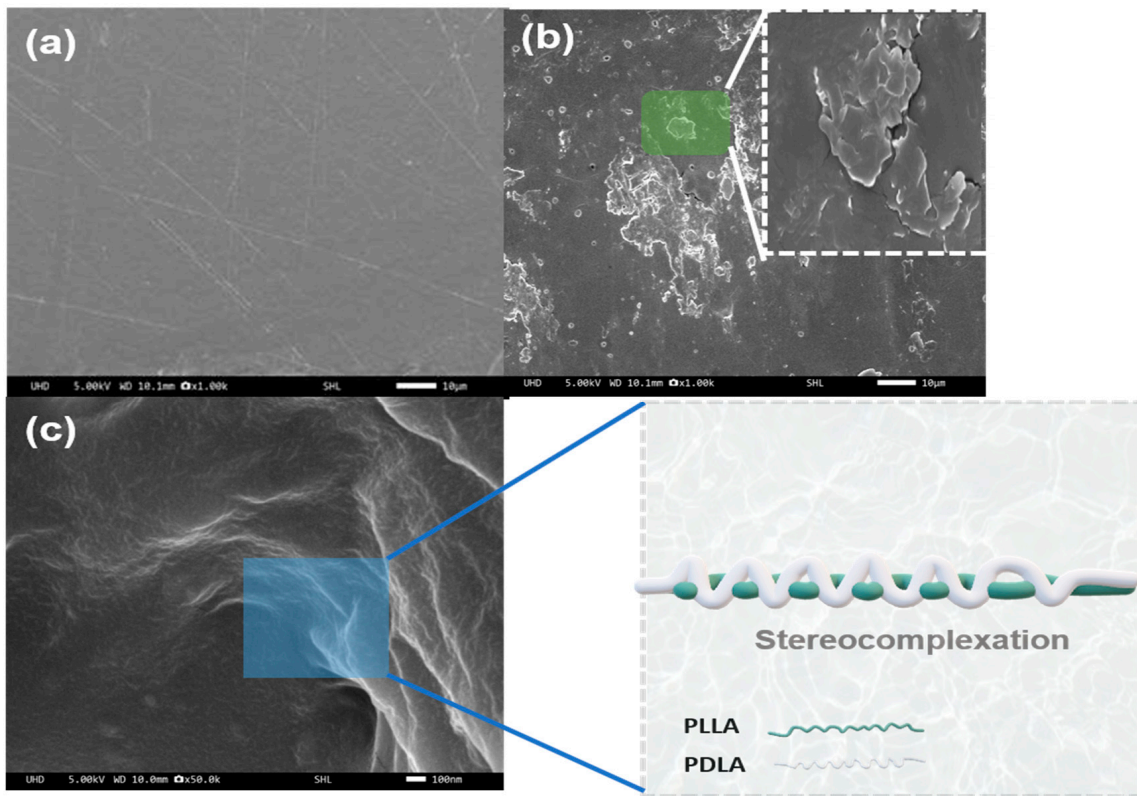 (a)
(b)
UHD 5.00kV WD 10.1mm x1.00k SHL 10μm
UHD 5.00kV WD 10.1mm x1.00k SHL 10μm
(c)
Stereocomplexation
PLLA
PDLA
UHD 5.00kV WD 10.0mm x50.0k SHL 100nm